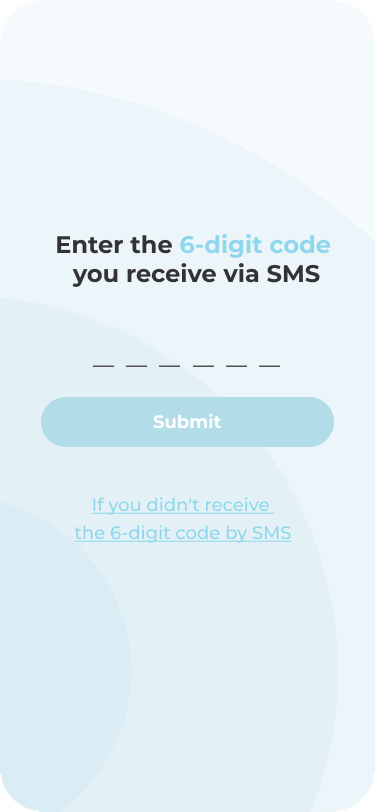 Enter the 6-digit code
you receive via SMS
_ _ _ _ _ _
Submit
If you didn't receive
the 6-digit code by SMS